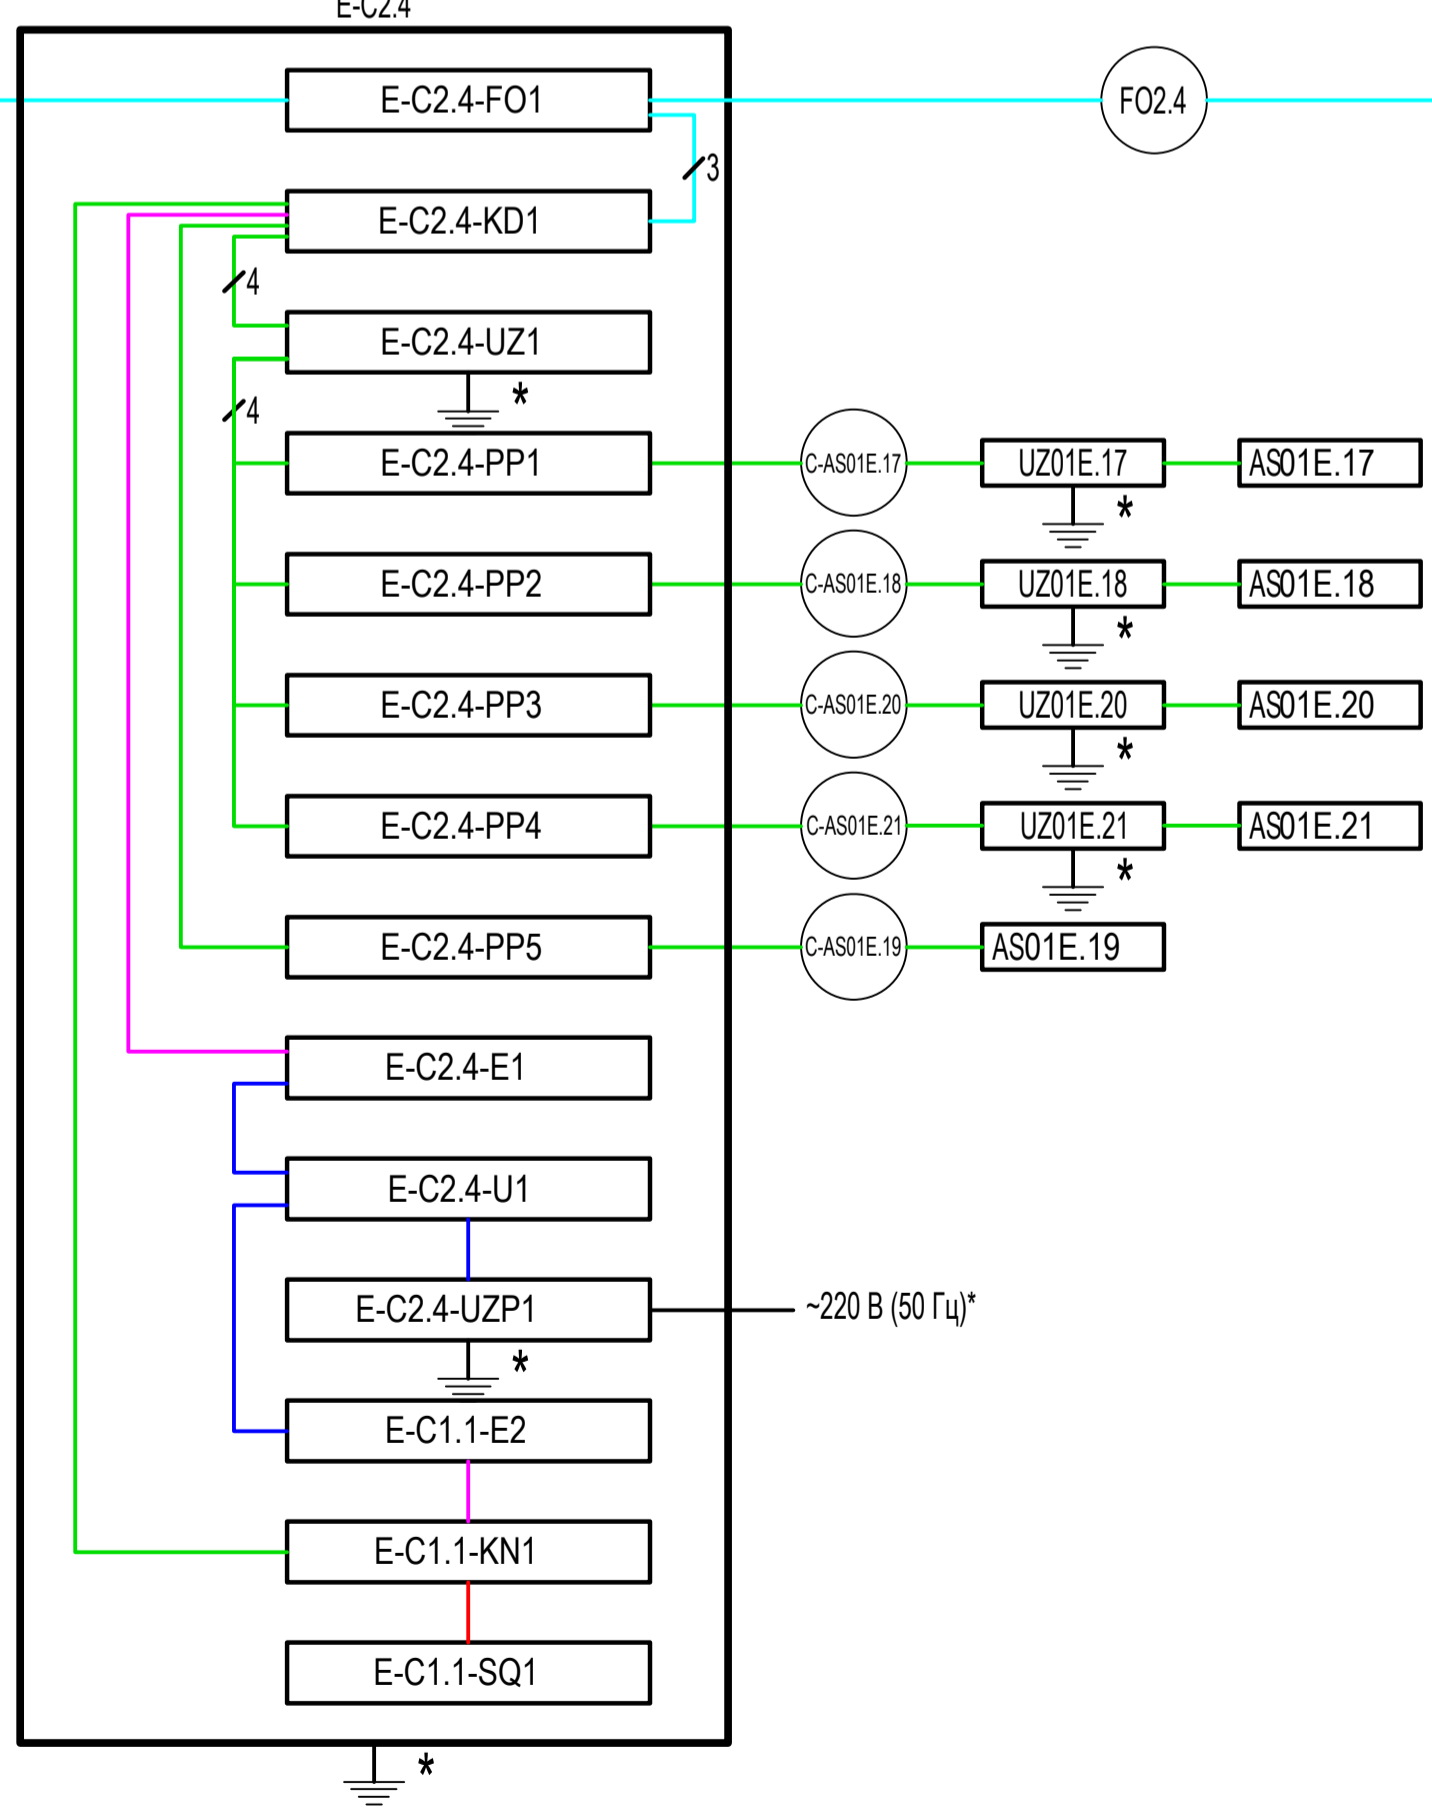 E-C2.4
E-C2.4-FO1
FO2.4
3
E-C2.4-KD1
4
E-C2.4-UZ1
*
4
E-C2.4-PP1
C-AS01E.17
UZ01E.17
AS01E.17
*
E-C2.4-PP2
C-AS01E.18
UZ01E.18
AS01E.18
*
E-C2.4-PP3
C-AS01E.20
UZ01E.20
AS01E.20
*
E-C2.4-PP4
C-AS01E.21
UZ01E.21
AS01E.21
*
E-C2.4-PP5
C-AS01E.19
AS01E.19
E-C2.4-E1
E-C2.4-U1
E-C2.4-UZP1
~220 В (50 Гц)*
*
E-C1.1-E2
E-C1.1-KN1
E-C1.1-SQ1
*